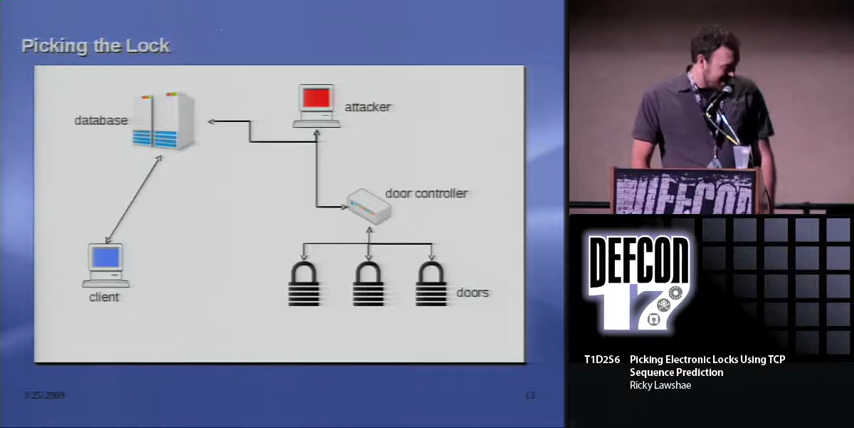 Picking the Lock
database
attacker
door controller
client
doors
3/25/2009
13
DEFCON
DEFCON
17
T1D2S6 Picking Electronic Locks Using TCP
Sequence Prediction
Ricky Lawshae